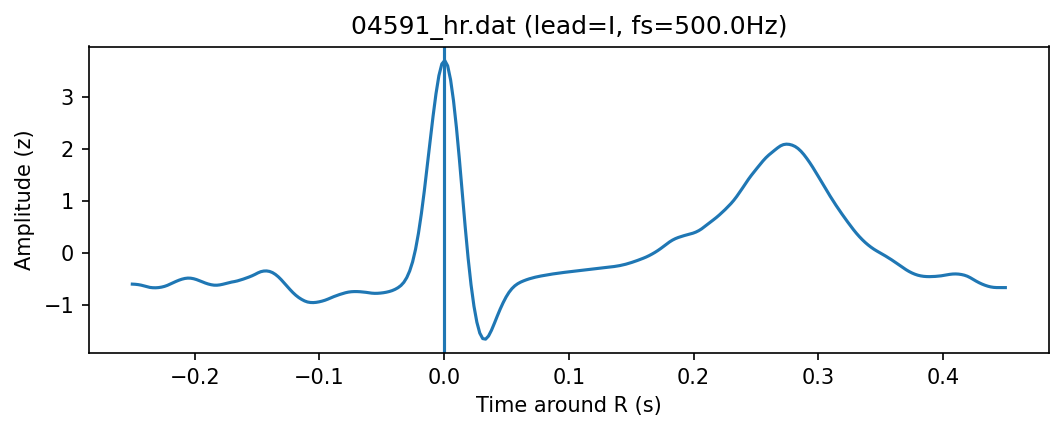 04591_hr.dat (lead=I, fs=500.0Hz)
Amplitude (z)
3
2
1
0
−1
−0.2 −0.1 0.0 0.1 0.2 0.3 0.4
Time around R (s)